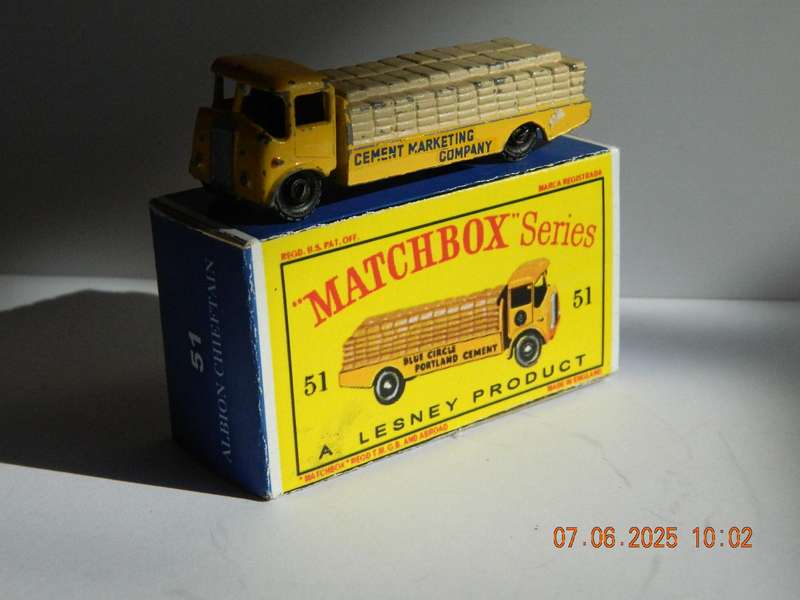 CEMENT MARKETING
COMPANY
MARCA REGISTRADA
REGD. U.S. PAT. OFF.
"MATCHBOX" Series
51
51
BLUE CIRCLE
PORTLAND CEMENT
A LESNEY PRODUCT
MADE IN ENGLAND
"MATCHBOX" REGD T.M. G.B. AND ABROAD
51
ALBION CHIEFTAIN
07.06.2025 10:02